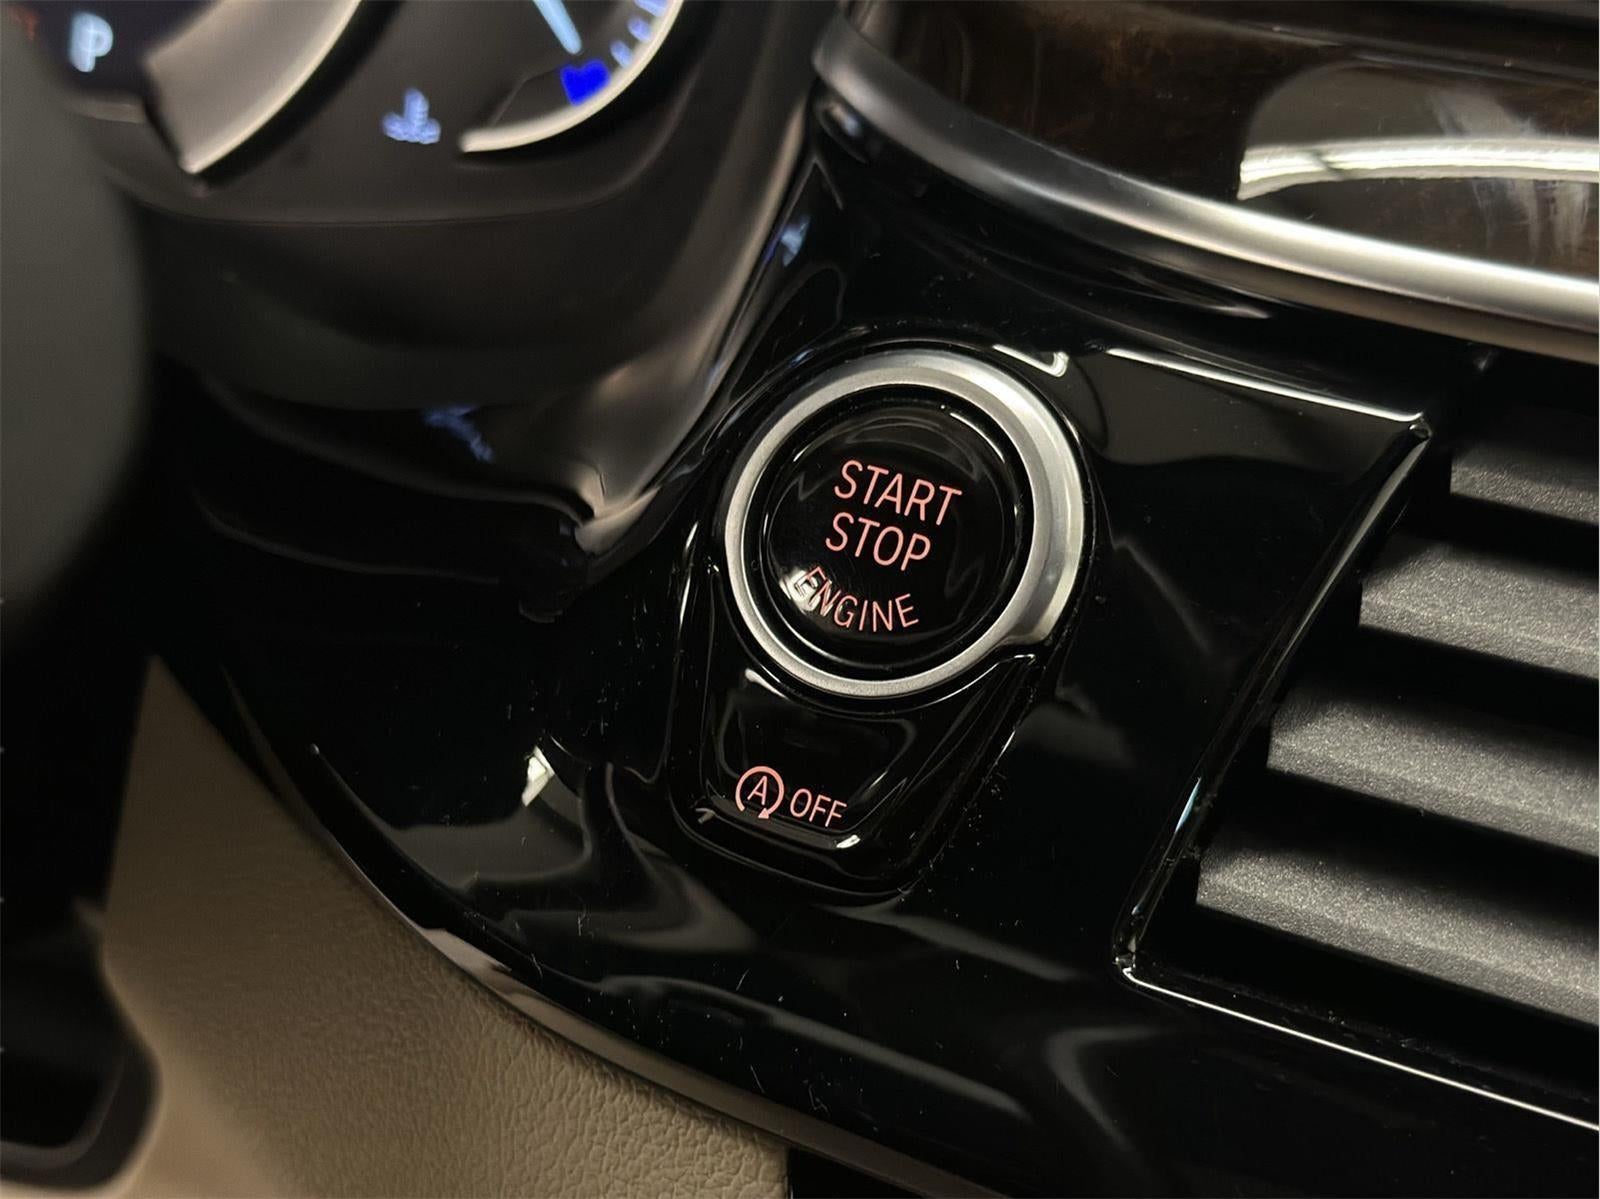 P
START
STOP
ENGINE
A OFF